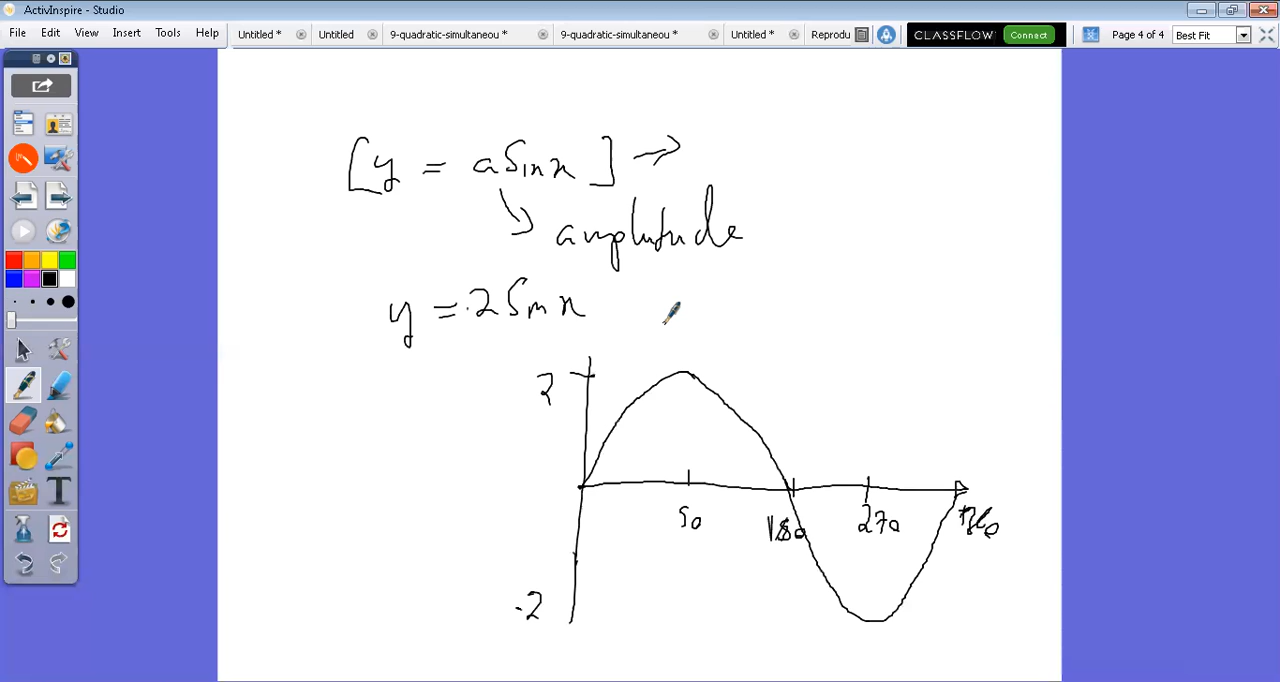 ActivInspire - Studio
File Edit View Insert Tools Help
Untitled * Untitled 9-quadratic-simultaneou * 9-quadratic-simultaneou * Untitled * Reprodu CLASSFLOW Connect Page 4 of 4 Best Fit
[y = a Sin x] →
amplitude
y = 2 Sin x
2
90 180 270 360
-2